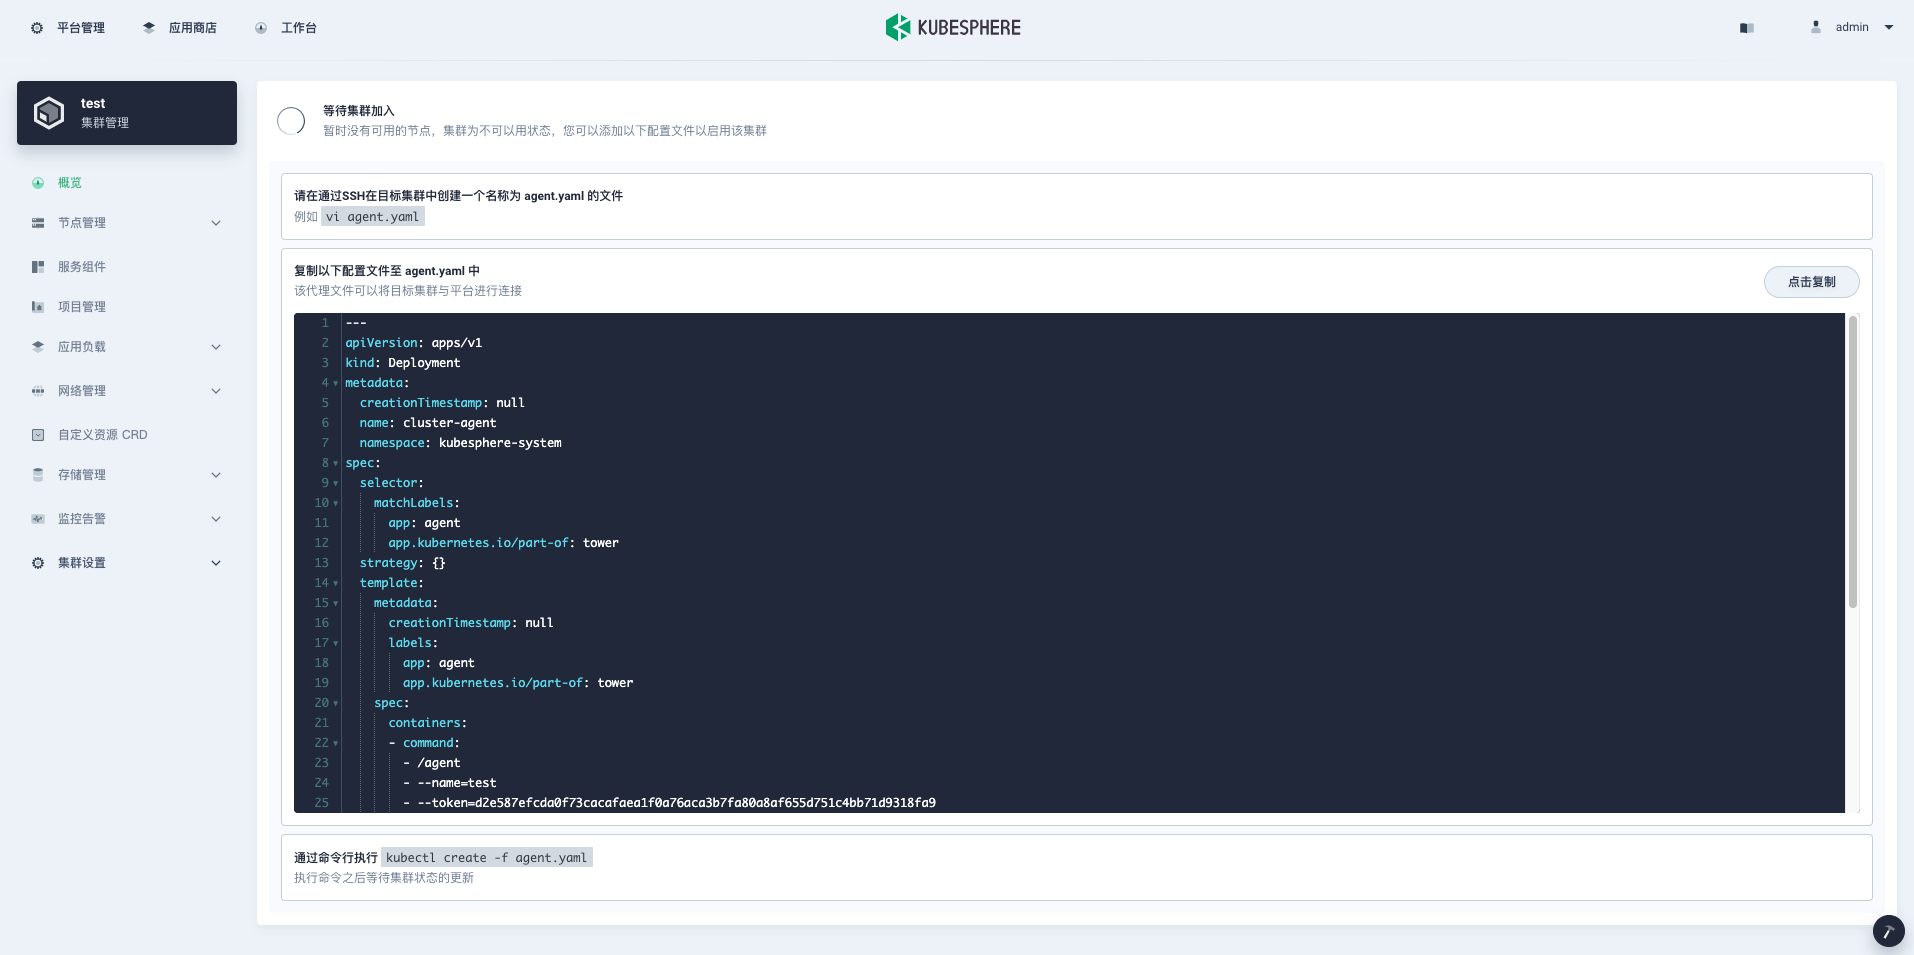 平台管理
应用商店
工作台
KUBESPHERE
admin
test
集群管理
概览
节点管理
服务组件
项目管理
应用负载
网络管理
自定义资源 CRD
存储管理
监控告警
集群设置
等待集群加入
暂时没有可用的节点，集群为不可以用状态，您可以添加以下配置文件以启用该集群
请在通过SSH在目标集群中创建一个名称为 agent.yaml 的文件
例如 vi agent.yaml
复制以下配置文件至 agent.yaml 中
该代理文件可以将目标集群与平台进行连接
点击复制
1 ---
2 apiVersion: apps/v1
3 kind: Deployment
4 metadata:
5 creationTimestamp: null
6 name: cluster-agent
7 namespace: kubesphere-system
8 spec:
9 selector:
10 matchLabels:
11 app: agent
12 app.kubernetes.io/part-of: tower
13 strategy: {}
14 template:
15 metadata:
16 creationTimestamp: null
17 labels:
18 app: agent
19 app.kubernetes.io/part-of: tower
20 spec:
21 containers:
22 - command:
23 - /agent
24 - --name=test
25 - --token=d2e587efcda0f73cacafaea1f0a76aca3b7fa80a8af655d751c4bb71d9318fa9
通过命令行执行 kubectl create -f agent.yaml
执行命令之后等待集群状态的更新